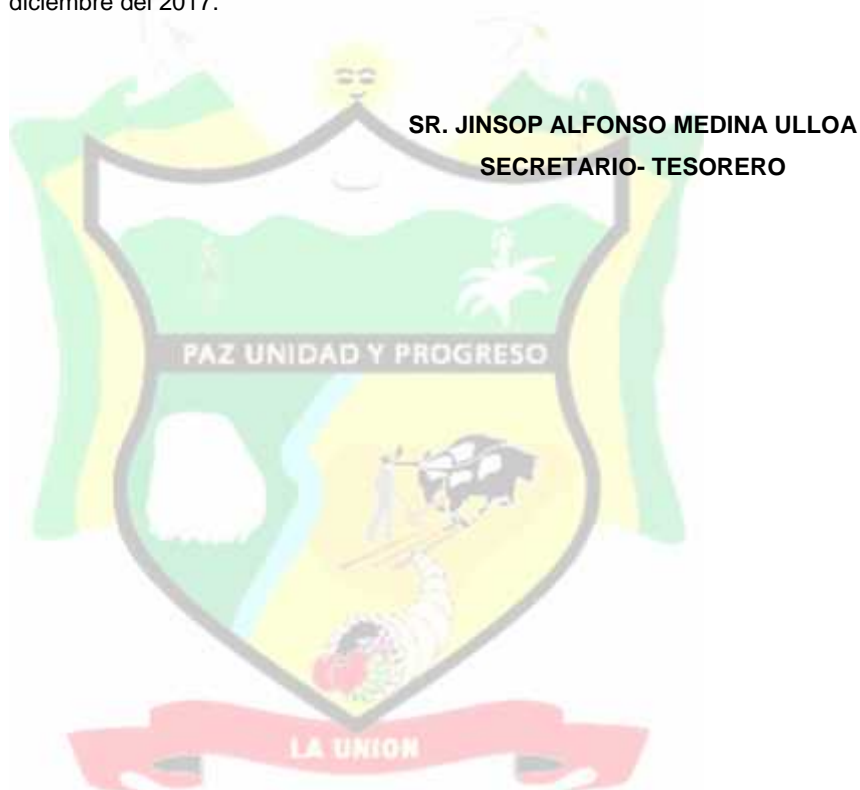 diciembre del 2017.
SR. JINSOP ALFONSO MEDINA ULLOA
SECRETARIO- TESORERO
PAZ UNIDAD Y PROGRESO
LA UNION